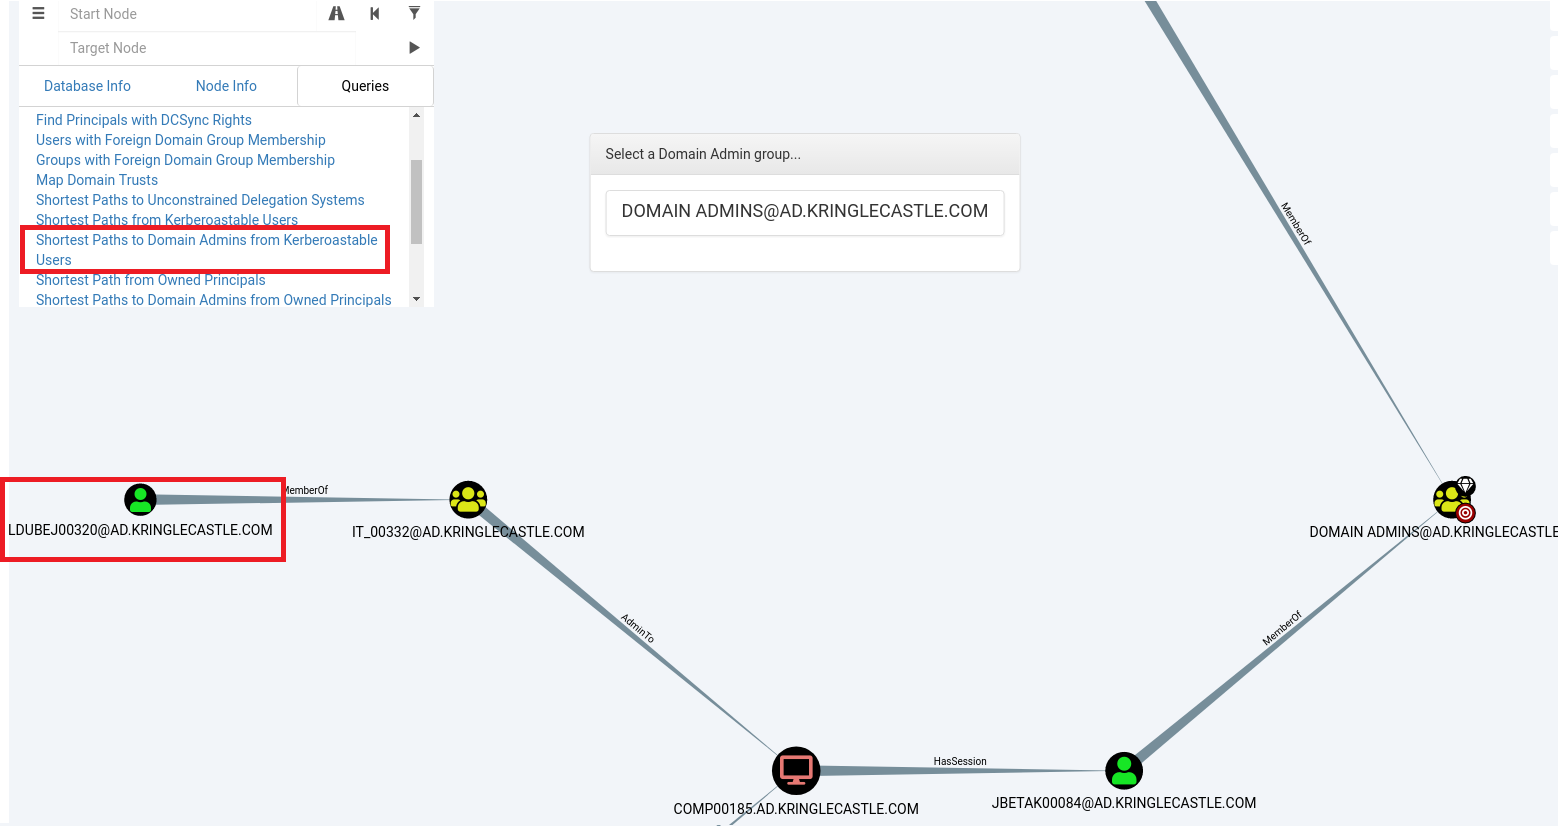 Start Node
Target Node
Database Info
Node Info
Queries
Find Principals with DCSync Rights
Users with Foreign Domain Group Membership
Groups with Foreign Domain Group Membership
Map Domain Trusts
Shortest Paths to Unconstrained Delegation Systems
Shortest Paths from Kerberoastable Users
Shortest Paths to Domain Admins from Kerberoastable
Users
Shortest Path from Owned Principals
Shortest Paths to Domain Admins from Owned Principals
Select a Domain Admin group...
DOMAIN ADMINS@AD.KRINGLECASTLE.COM
MemberOf
MemberOf
LDUBEJ00320@AD.KRINGLECASTLE.COM
IT_00332@AD.KRINGLECASTLE.COM
DOMAIN ADMINS@AD.KRINGLECASTLE
AdminTo
MemberOf
HasSession
COMP00185.AD.KRINGLECASTLE.COM
JBETAK00084@AD.KRINGLECASTLE.COM